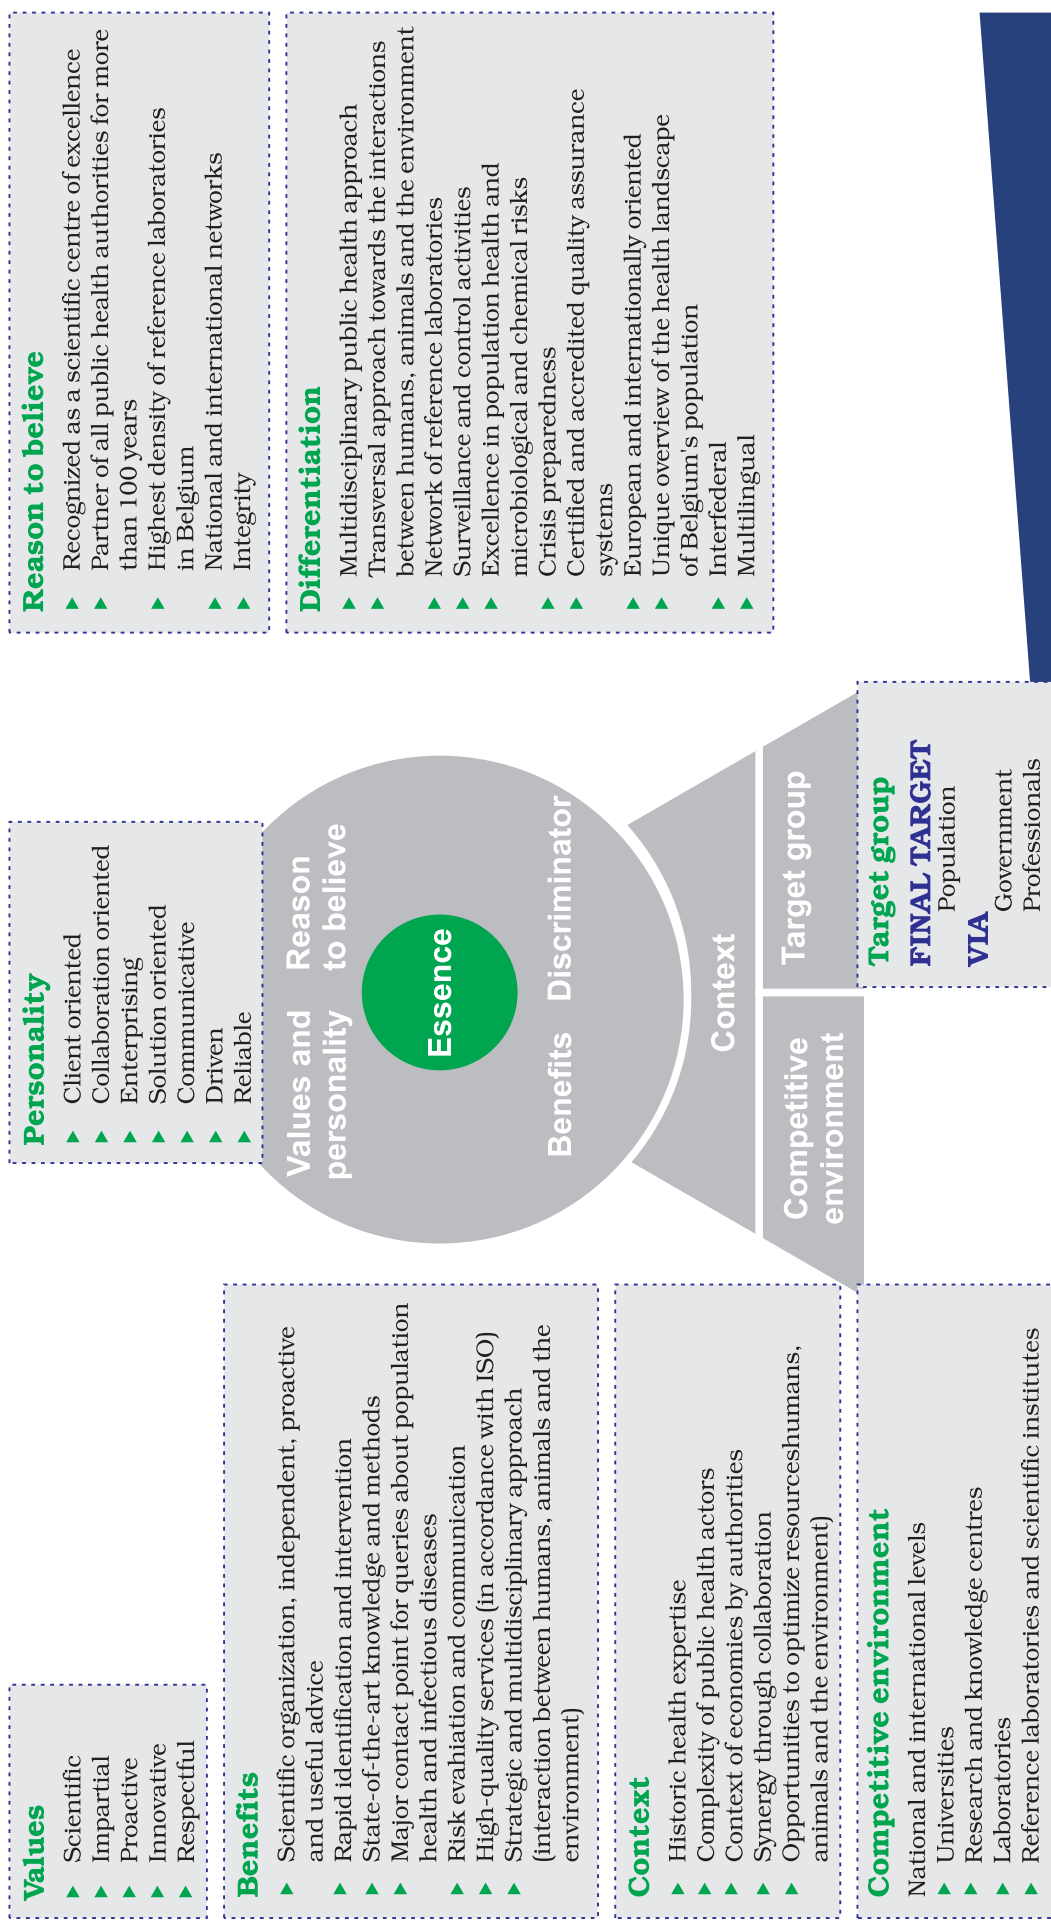 Values
Scientific
Impartial
Proactive
Innovative
Respectful
Personality
Client oriented
Collaboration oriented
Enterprising
Solution oriented
Communicative
Driven
Reliable
Reason to believe
Recognized as a scientific centre of excellence
Partner of all public health authorities for more
than 100 years
Highest density of reference laboratories
in Belgium
National and international networks
Integrity
Benefits
Scientific organization, independent, proactive
and useful advice
Rapid identification and intervention
State-of-the-art knowledge and methods
Major contact point for queries about population
health and infectious diseases
Risk evahiation and communication
High-quality services (in accordance with ISO)
Strategic and multidisciplinary approach
(interaction between humans, animals and the
environment)
Values and
personality
Reason
to believe
Essence
Benefits
Discriminator
Context
Competitive
environment
Target group
Differentiation
Multidisciplinary public health approach
Transversal approach towards the interactions
between humans, animals and the environment
Network of reference laboratories
Surveillance and control activities
Excellence in population health and
microbiological and chemical risks
Crisis preparedness
Certified and accredited quality assurance
systems
European and internationally oriented
Unique overview of the health landscape
of Belgium's population
Interfederal
Multilingual
Context
Historic health expertise
Complexity of public health actors
Context of economies by authorities
Synergy through collaboration
Opportunities to optimize resourceshumans,
animals and the environment)
Competitive environment
National and international levels
Universities
Research and knowledge centres
Laboratories
Reference laboratories and scientific institutes
Target group
FINAL TARGET
Population
VIA
Government
Professionals